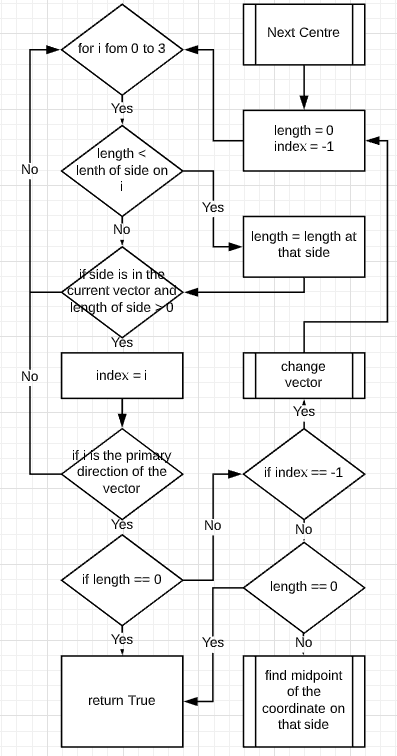 for i fom 0 to 3
Next Centre
Yes
length = 0
index = -1
length <
lenth of side on
i
No
Yes
No
length = length at
that side
if side is in the
current vector and
length of side > 0
Yes
index = i
change
vector
No
Yes
if i is the primary
direction of the
vector
if index == -1
Yes
No
No
if length == 0
length == 0
Yes
Yes
No
return True
find midpoint
of the
coordinate on
that side